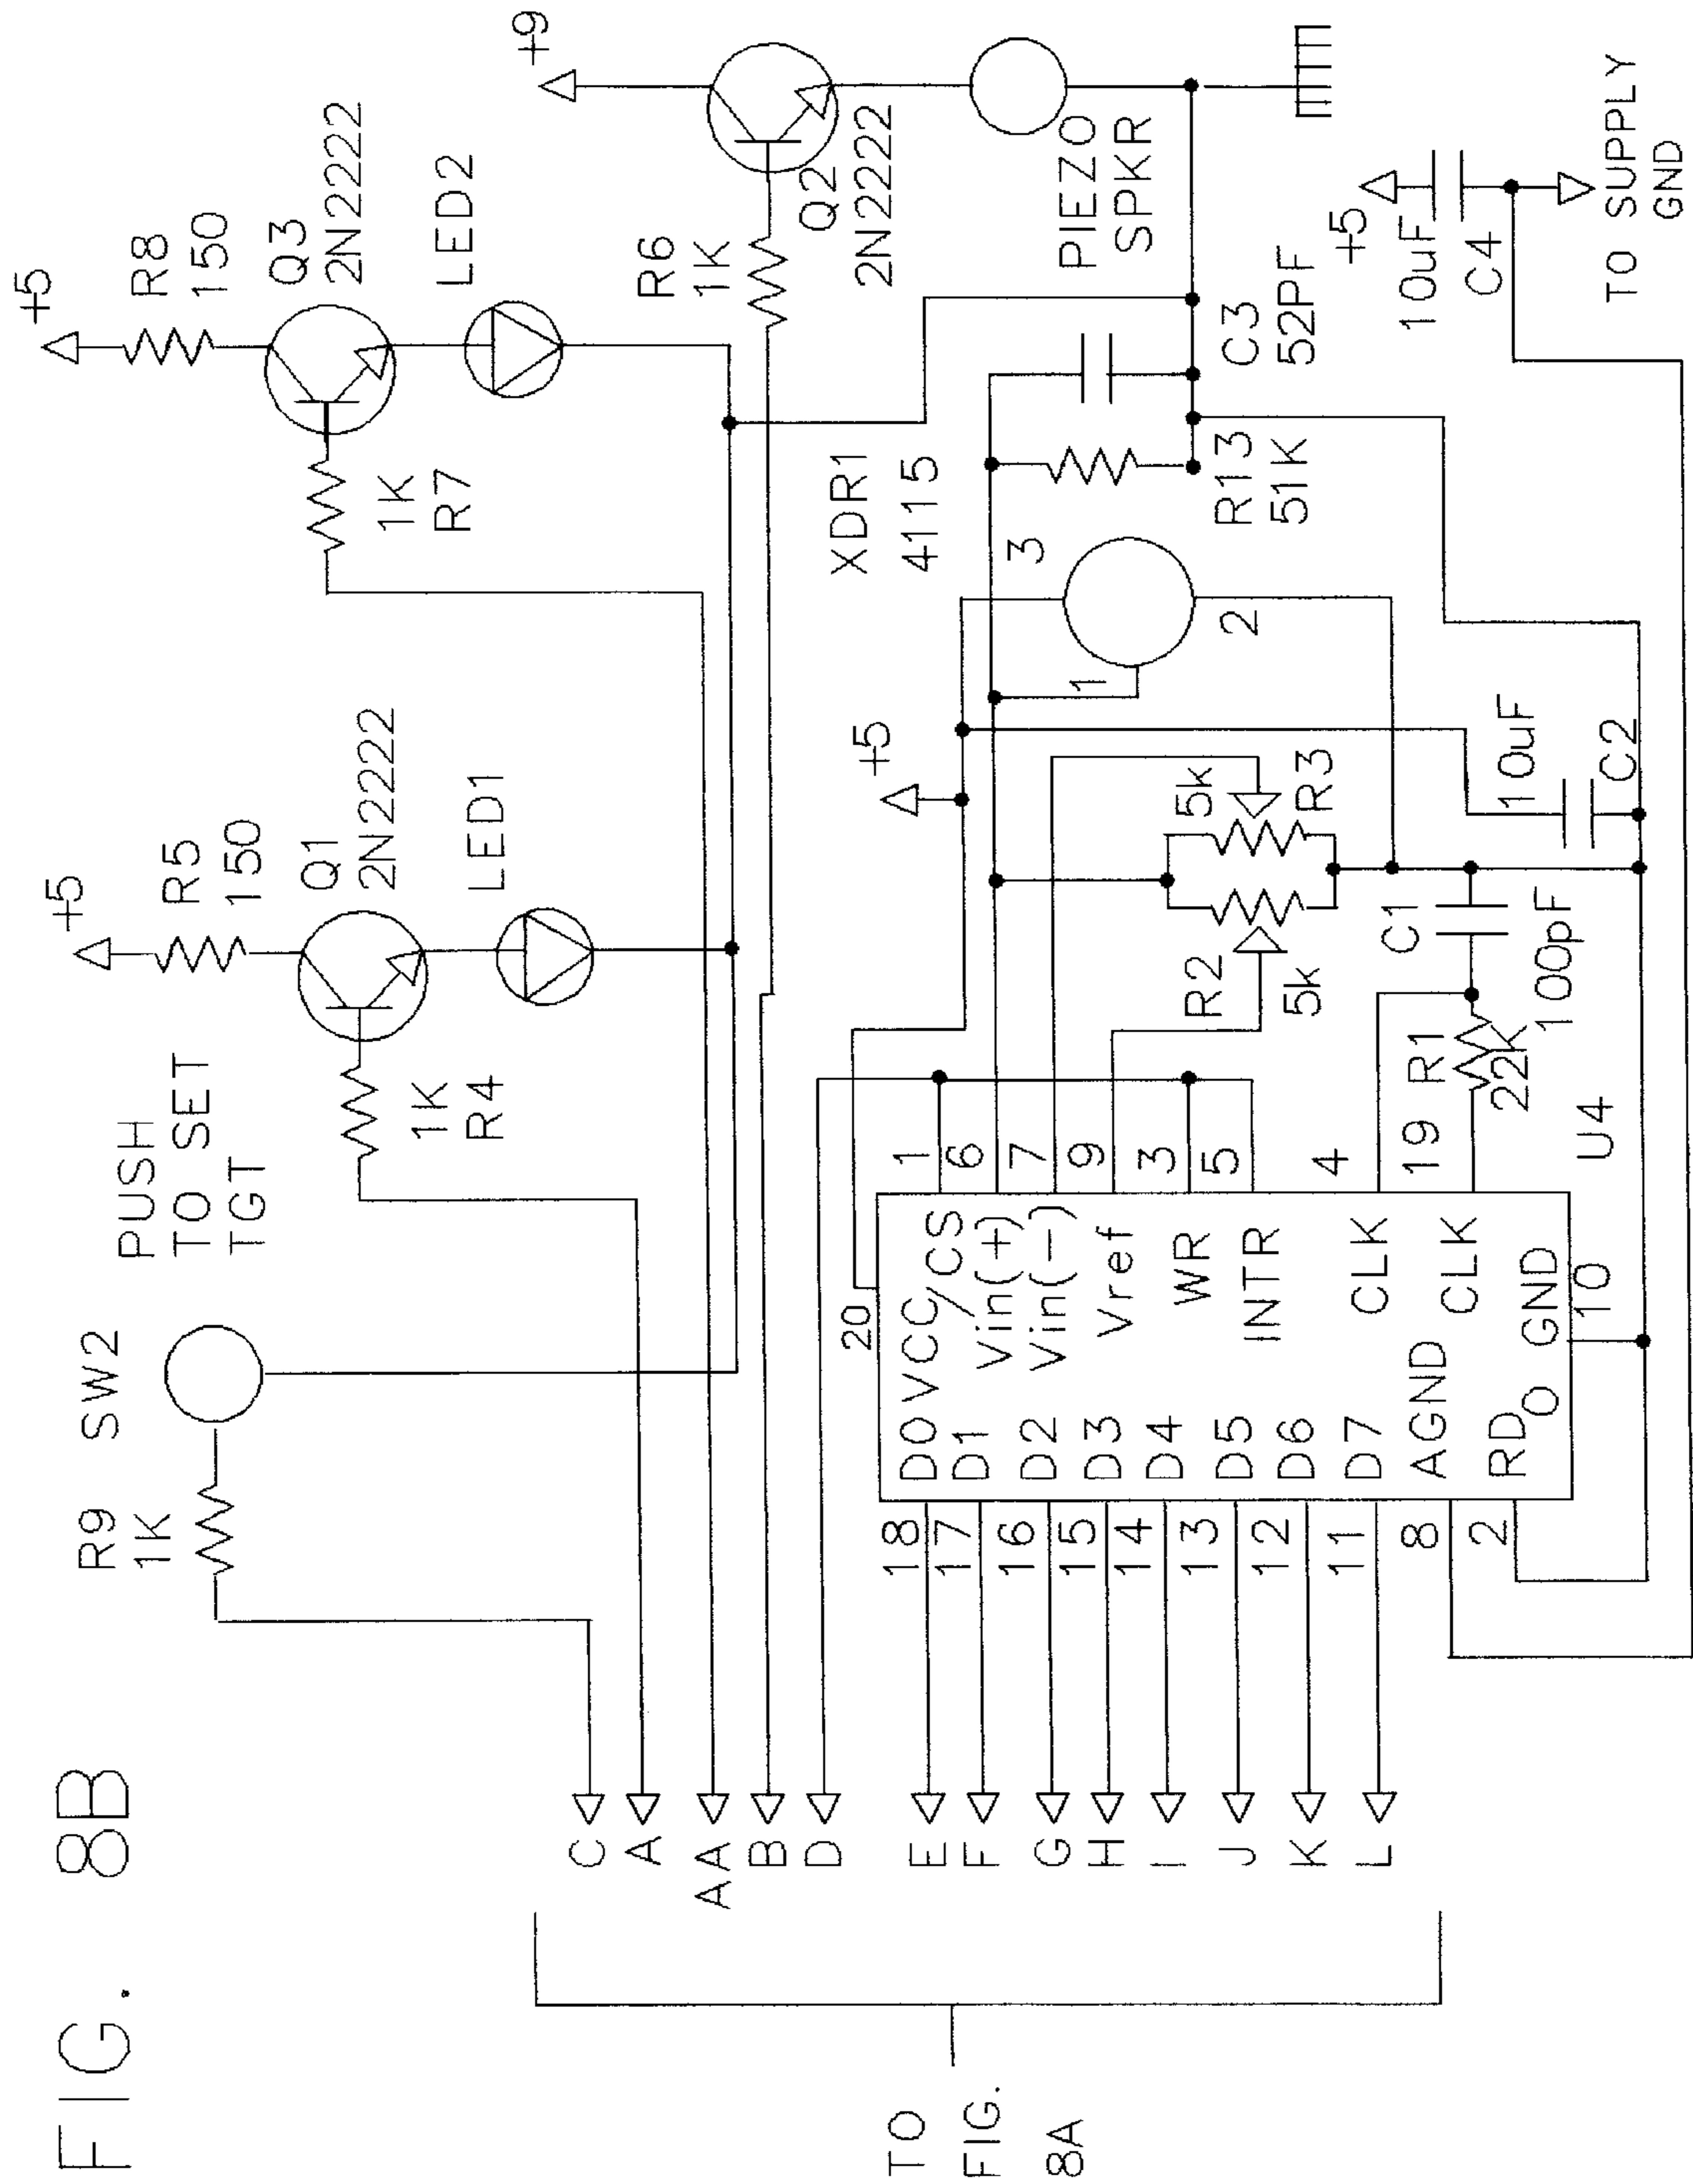 FIG. 8B
+5
R8
150
Q3
2N2222
LED2
1K
R7
+9
R6
1K
Q2
2N2222
PIEZO
SPKR
+5
R5
150
Q1
2N2222
LED1
1K
R4
PUSH
TO SET
TGT
SW2
R9
1K
C
A
AA
B
D
E
F
G
H
I
J
K
L
TO
FIG.
8A
XDR1
4115
3
1
2
C3
52PF
R13
51K
+5
10uF
C4
TO SUPPLY
GND
+5
5k
R3
R2
5k
10uF
C2
C1
100pF
R1
22K
U4
20
1
6
7
9
3
5
4
19
10
18
17
16
15
14
13
12
11
8
2
D0 VCC/CS
D1 Vin(+)
D2 Vin(-)
D3 Vref
D4 WR
D5 INTR
D6
D7 CLK
AGND CLK
RD GND
O